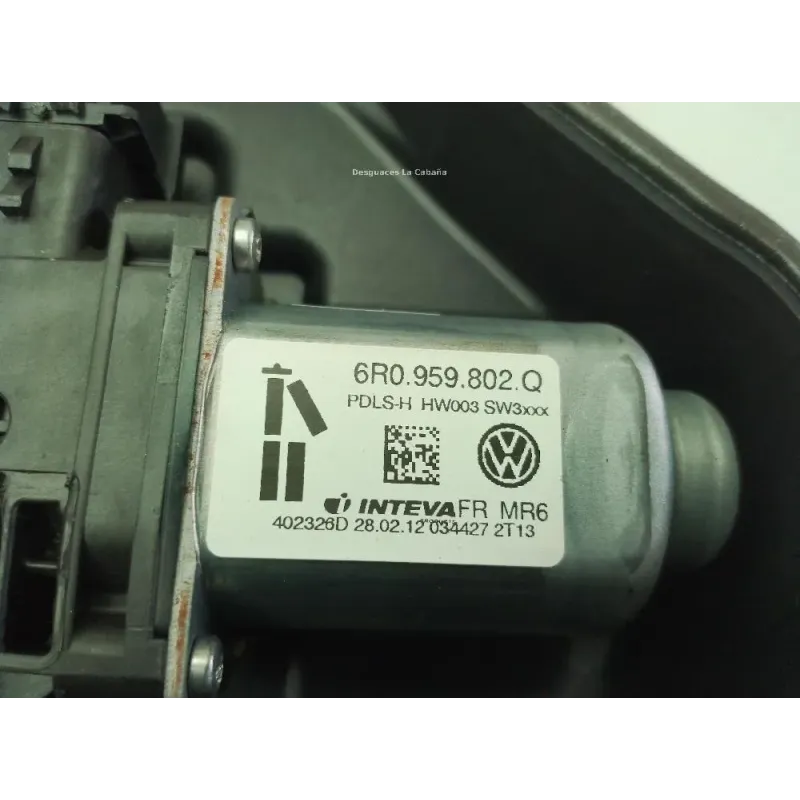 Desguaces La Cabaña
6R0.959.802.Q
PDLS-H HW003 SW3xxx
INTEVA FR MR6
402326D 28.02.12 034427 2T13